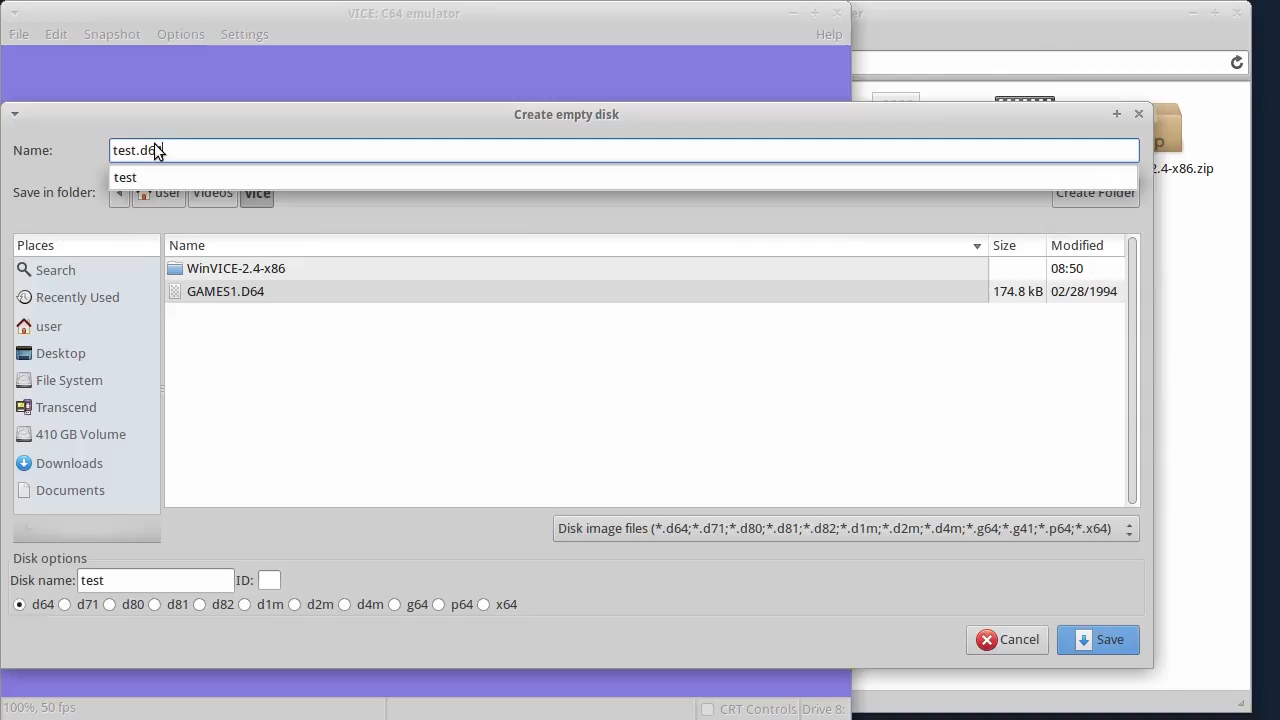 VICE: C64 emulator
File Edit Snapshot Options Settings Help
Create empty disk
Name: test.d6
test
Save in folder: user Videos vice Create Folder
2.4-x86.zip
Places Name Size Modified
Search WinVICE-2.4-x86 08:50
Recently Used GAMES1.D64 174.8 kB 02/28/1994
user
Desktop
File System
Transcend
410 GB Volume
Downloads
Documents
Disk image files (*.d64;*.d71;*.d80;*.d81;*.d82;*.d1m;*.d2m;*.d4m;*.g64;*.g41;*.p64;*.x64)
Disk options
Disk name: test ID:
d64 d71 d80 d81 d82 d1m d2m d4m g64 p64 x64
Cancel Save
100%, 50 fps CRT Controls Drive 8: